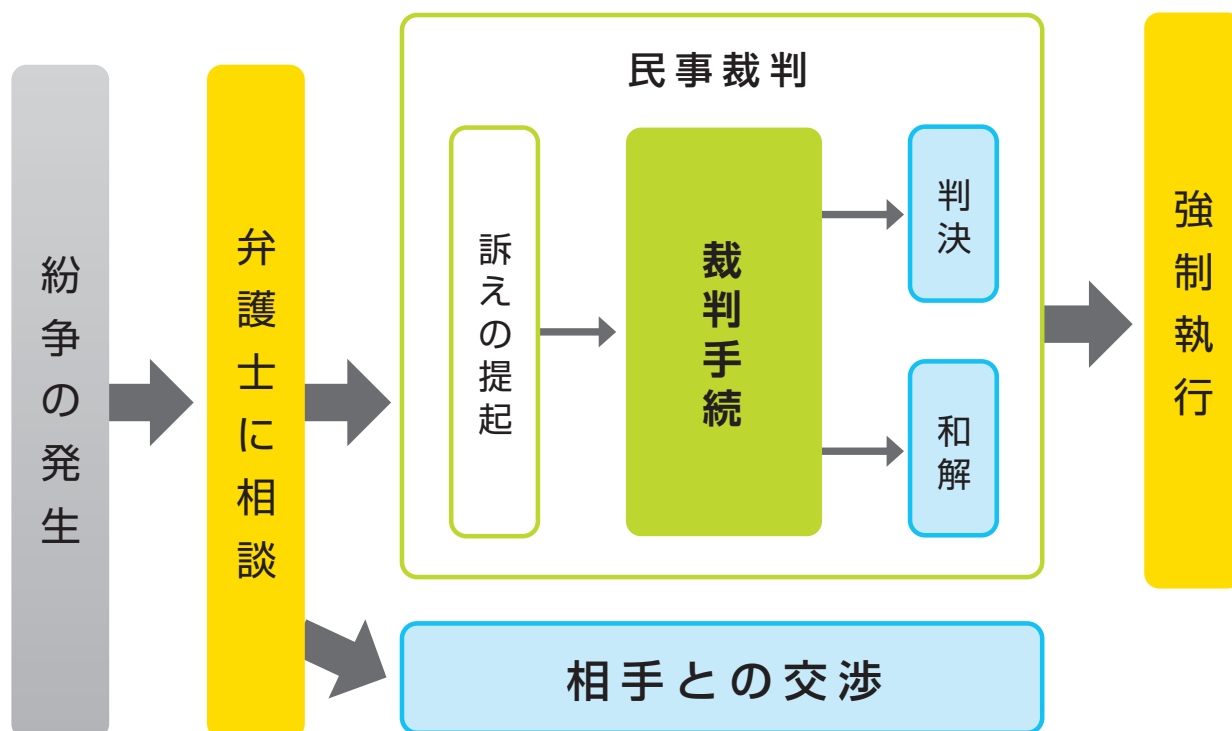 紛争の発生
弁護士に相談
民事裁判
訴えの提起
裁判手続
判決
和解
相手との交渉
強制執行